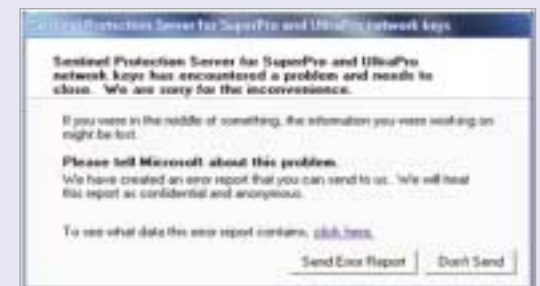 Sentinel Protection Server for SuperPro and UltraPro network keys
Sentinel Protection Server for SuperPro and UltraPro
network keys has encountered a problem and needs to
close. We are sorry for the inconvenience.
If you were in the middle of something, the information you were working on
might be lost.
Please tell Microsoft about this problem.
We have created an error report that you can send to us. We will treat
this report as confidential and anonymous.
To see what data this error report contains, click here.
Send Error Report Don't Send